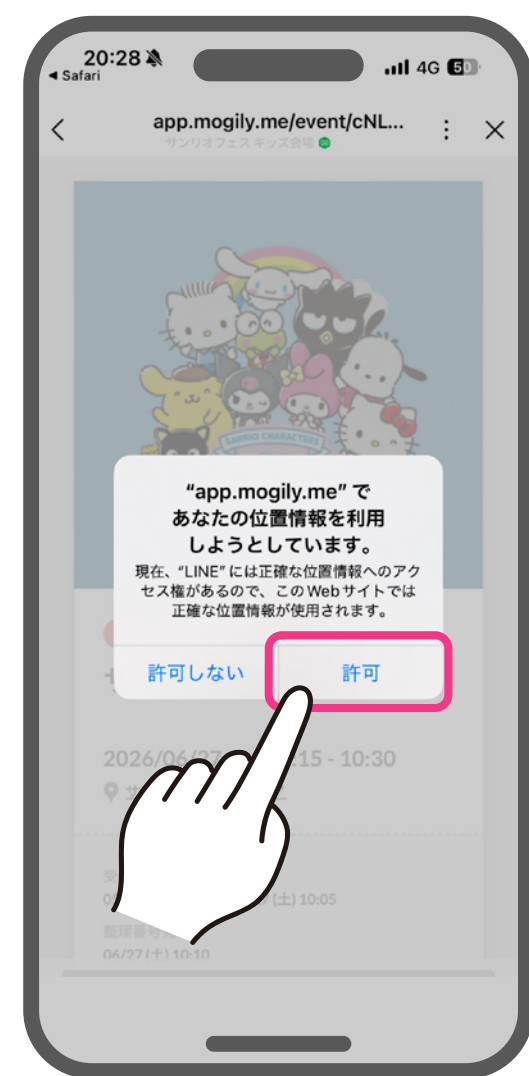 20:28
4G 50
◀ Safari
app.mogily.me/event/cNL...
サンリオフェス キッズ会場
SANRIO CHARACTERS
“app.mogily.me” で
あなたの位置情報を利用
しようとしています。
現在、“LINE” には正確な位置情報へのアク
セス権があるので、このWebサイトでは
正確な位置情報が使用されます。
許可しない
許可
2026/06/27 :15 - 10:30
(土) 10:05
整理番号
06/27 (土) 10:10